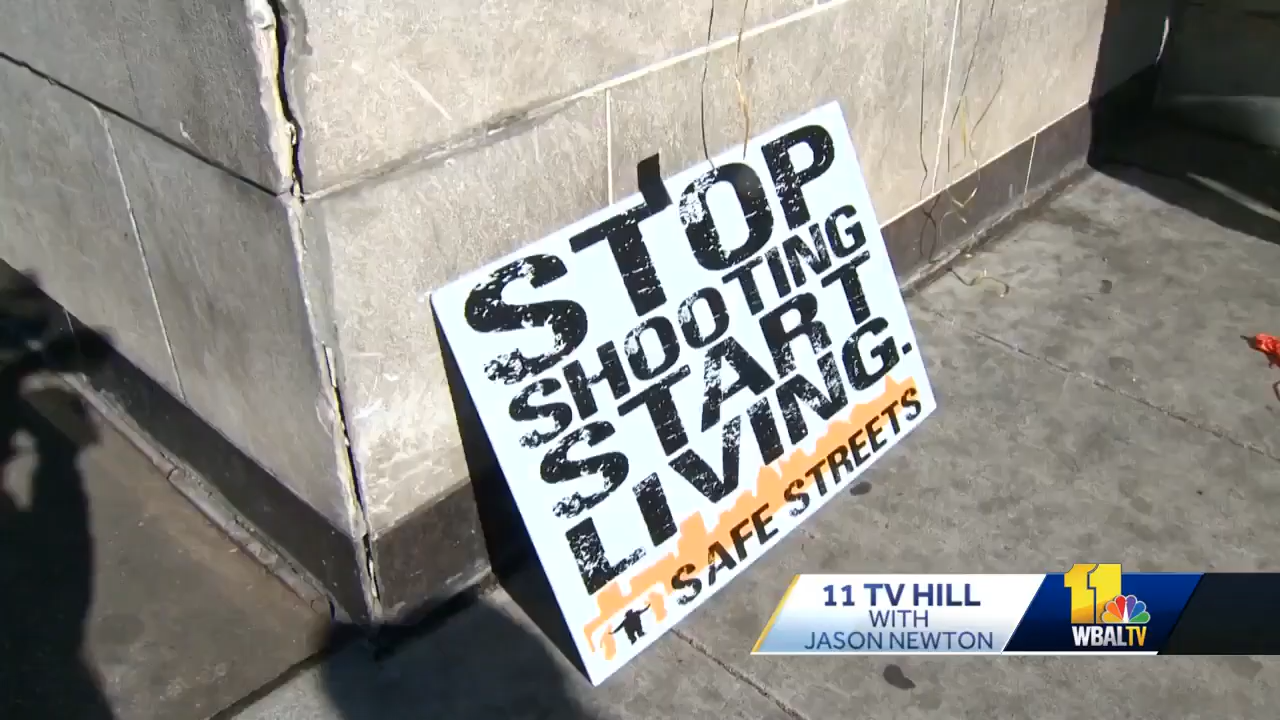 STOP
SHOOTING
START
LIVING.
SAFE STREETS
11 TV HILL
WITH
JASON NEWTON
11
WBALTV